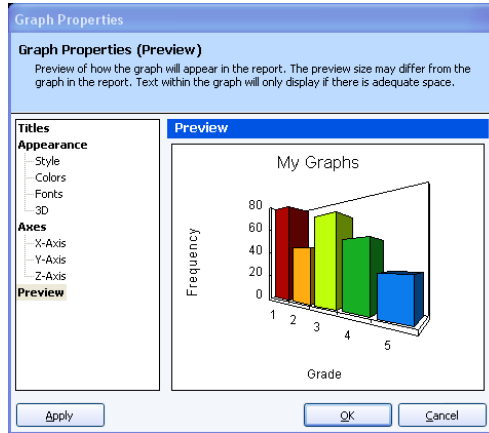 Graph Properties
Graph Properties (Preview)
Preview of how the graph will appear in the report. The preview size may differ from the
graph in the report. Text within the graph will only display if there is adequate space.
Titles
Appearance
Style
Colors
Fonts
3D
Axes
X-Axis
Y-Axis
Z-Axis
Preview
Preview
My Graphs
Frequency
80
60
40
20
0
1 2 3 4 5
Grade
Apply
OK
Cancel